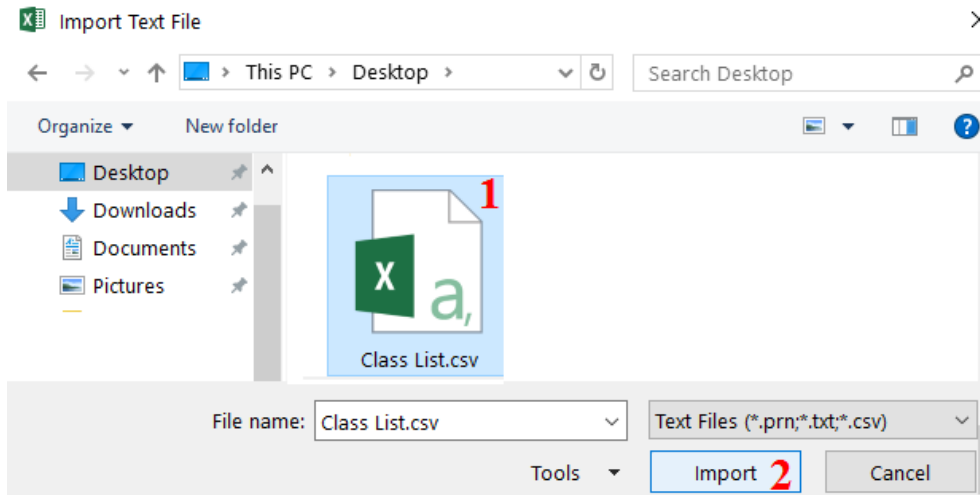 Import Text File
This PC > Desktop >
Search Desktop
Organize
New folder
Desktop
Downloads
Documents
Pictures
1
X a,
Class List.csv
File name: Class List.csv
Text Files (*.prn;*.txt;*.csv)
Tools
Import 2
Cancel